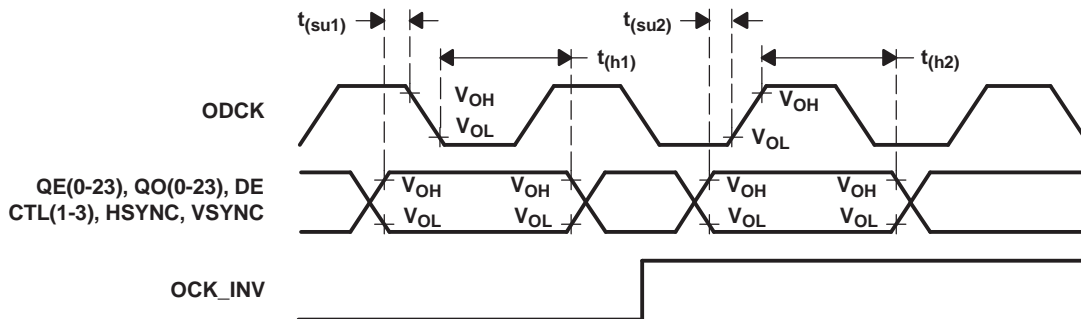 t(su1)
t(su2)
t(h1)
t(h2)
ODCK
VOH
VOL
VOH
VOL
QE(0-23), QO(0-23), DE
CTL(1-3), HSYNC, VSYNC
VOH
VOH
VOH
VOH
VOL
VOL
VOL
VOL
OCK_INV